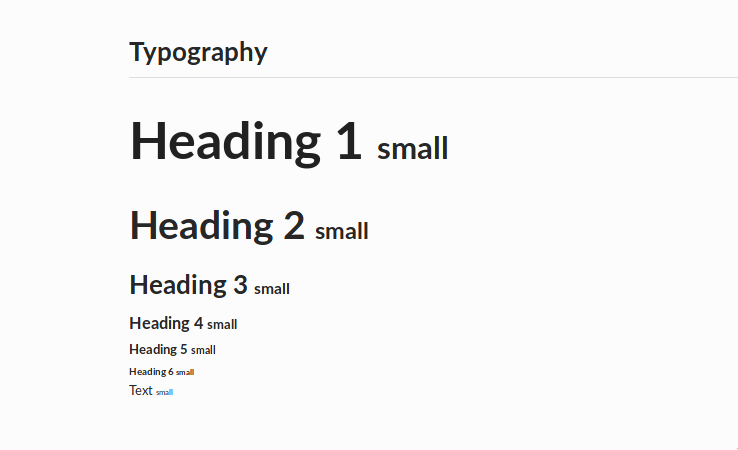 Typography
Heading 1 small
Heading 2 small
Heading 3 small
Heading 4 small
Heading 5 small
Heading 6 small
Text small